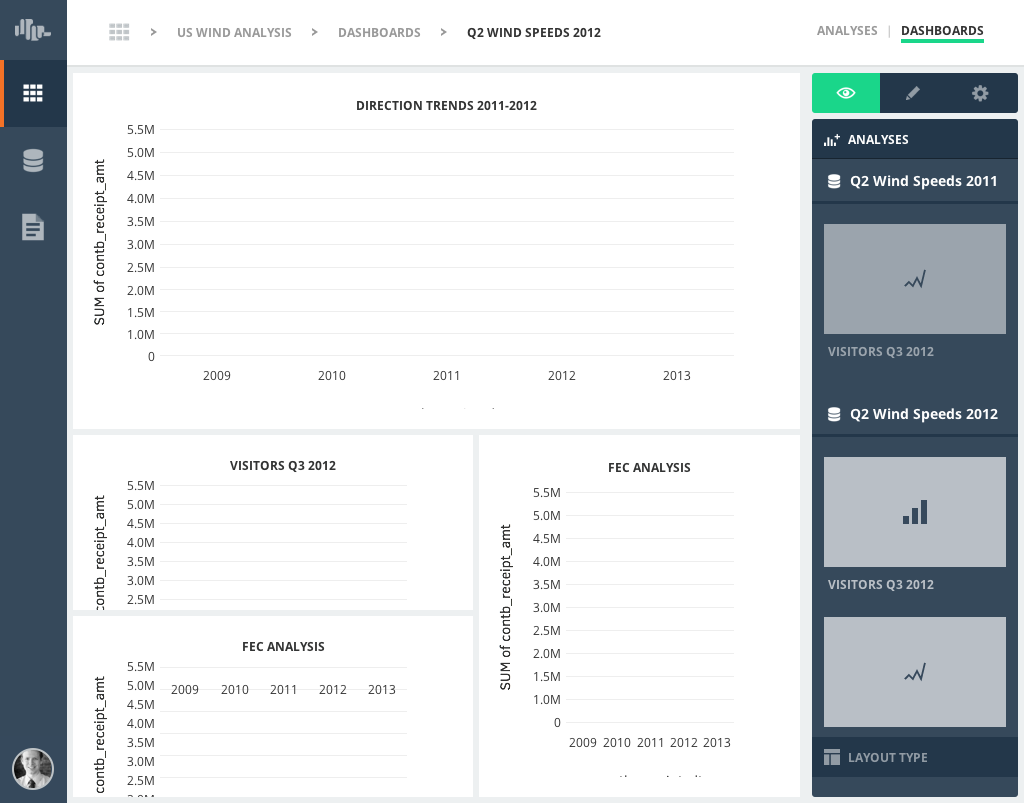 > US WIND ANALYSIS > DASHBOARDS > Q2 WIND SPEEDS 2012
ANALYSES | DASHBOARDS
DIRECTION TRENDS 2011-2012
SUM of contb_receipt_amt
5.5M
5.0M
4.5M
4.0M
3.5M
3.0M
2.5M
2.0M
1.5M
1.0M
0
2009 2010 2011 2012 2013
VISITORS Q3 2012
contb_receipt_amt
5.5M
5.0M
4.5M
4.0M
3.5M
3.0M
2.5M
FEC ANALYSIS
contb_receipt_amt
5.5M
5.0M
2009 2010 2011 2012 2013
4.5M
4.0M
3.5M
3.0M
2.5M
FEC ANALYSIS
SUM of contb_receipt_amt
5.5M
5.0M
4.5M
4.0M
3.5M
3.0M
2.5M
2.0M
1.5M
1.0M
0
2009 2010 2011 2012 2013
ANALYSES
Q2 Wind Speeds 2011
VISITORS Q3 2012
Q2 Wind Speeds 2012
VISITORS Q3 2012
LAYOUT TYPE